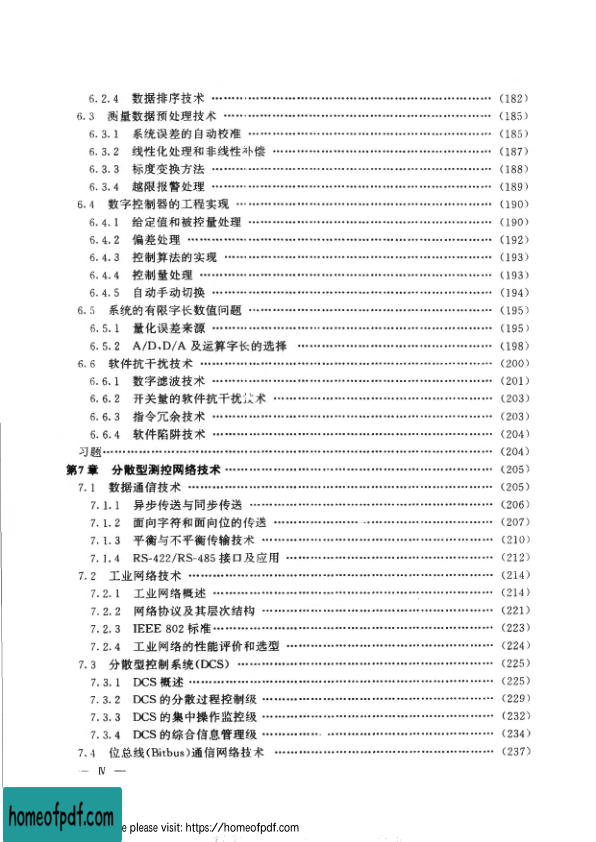 6.2.4 数据排序技术 ……………………………………………… (182)
6.3 测量数据预处理技术 ……………………………………………… (185)
6.3.1 系统误差的自动校准 ……………………………………………… (185)
6.3.2 线性化处理和非线性补偿 ……………………………………………… (187)
6.3.3 标度变换方法 ……………………………………………… (188)
6.3.4 越限报警处理 ……………………………………………… (189)
6.4 数字控制器的工程实现 ……………………………………………… (190)
6.4.1 给定值和被控量处理 ……………………………………………… (190)
6.4.2 偏差处理 ……………………………………………… (192)
6.4.3 控制算法的实现 ……………………………………………… (193)
6.4.4 控制量处理 ……………………………………………… (193)
6.4.5 自动手动切换 ……………………………………………… (194)
6.5 系统的有限字长数值问题 ……………………………………………… (195)
6.5.1 量化误差来源 ……………………………………………… (195)
6.5.2 A/D、D/A 及运算字长的选择 ……………………………………………… (198)
6.6 软件抗干扰技术 ……………………………………………… (200)
6.6.1 数字滤波技术 ……………………………………………… (201)
6.6.2 开关量的软件抗干扰技术 ……………………………………………… (203)
6.6.3 指令冗余技术 ……………………………………………… (203)
6.6.4 软件陷阱技术 ……………………………………………… (204)
习题 ……………………………………………… (204)
第7章 分散型测控网络技术 ……………………………………………… (205)
7.1 数据通信技术 ……………………………………………… (205)
7.1.1 异步传送与同步传送 ……………………………………………… (206)
7.1.2 面向字符和面向位的传送 ……………………………………………… (207)
7.1.3 平衡与不平衡传输技术 ……………………………………………… (210)
7.1.4 RS-422/RS-485 接口及应用 ……………………………………………… (212)
7.2 工业网络技术 ……………………………………………… (214)
7.2.1 工业网络概述 ……………………………………………… (214)
7.2.2 网络协议及其层次结构 ……………………………………………… (221)
7.2.3 IEEE 802 标准 ……………………………………………… (223)
7.2.4 工业网络的性能评价和选型 ……………………………………………… (224)
7.3 分散型控制系统(DCS) ……………………………………………… (225)
7.3.1 DCS 概述 ……………………………………………… (225)
7.3.2 DCS 的分散过程控制级 ……………………………………………… (229)
7.3.3 DCS 的集中操作监控级 ……………………………………………… (232)
7.3.4 DCS 的综合信息管理级 ……………………………………………… (234)
7.4 位总线(Bitbus)通信网络技术 ……………………………………………… (237)
— Ⅳ —
homeofpdf.com
e please visit: https://homeofpdf.com